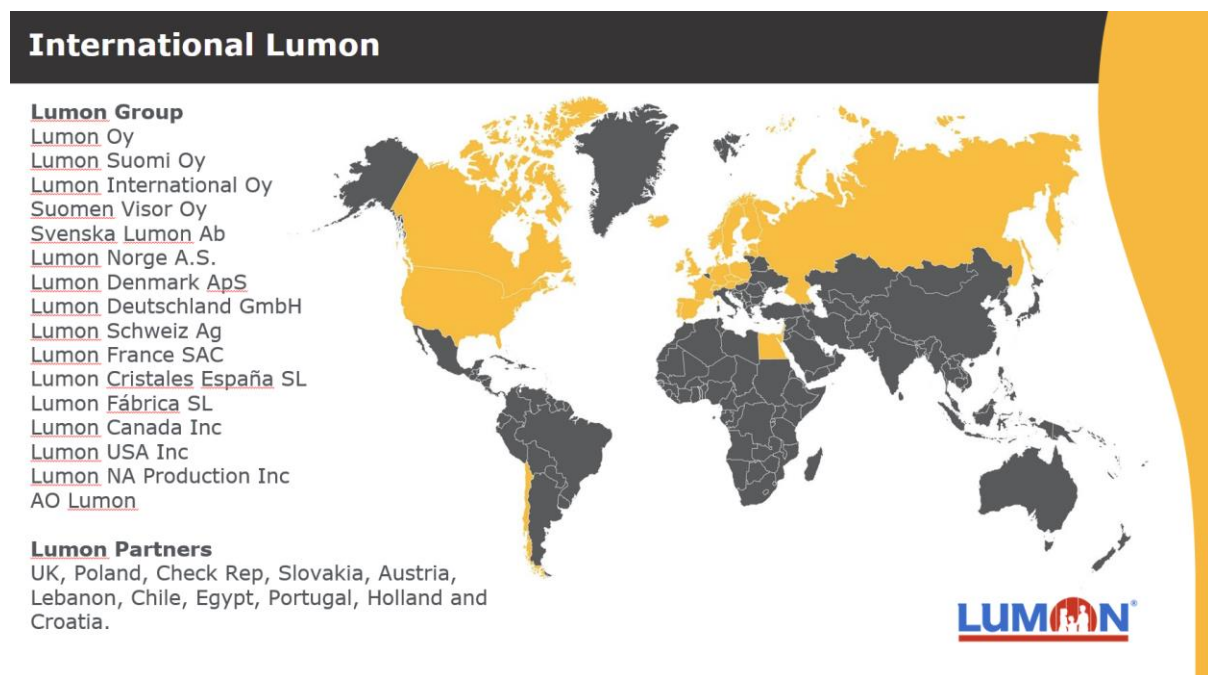 International Lumon
Lumon Group
Lumon Oy
Lumon Suomi Oy
Lumon International Oy
Suomen Visor Oy
Svenska Lumon Ab
Lumon Norge A.S.
Lumon Denmark ApS
Lumon Deutschland GmbH
Lumon Schweiz Ag
Lumon France SAC
Lumon Cristales España SL
Lumon Fábrica SL
Lumon Canada Inc
Lumon USA Inc
Lumon NA Production Inc
AO Lumon
Lumon Partners
UK, Poland, Check Rep, Slovakia, Austria,
Lebanon, Chile, Egypt, Portugal, Holland and
Croatia.
LUMON®